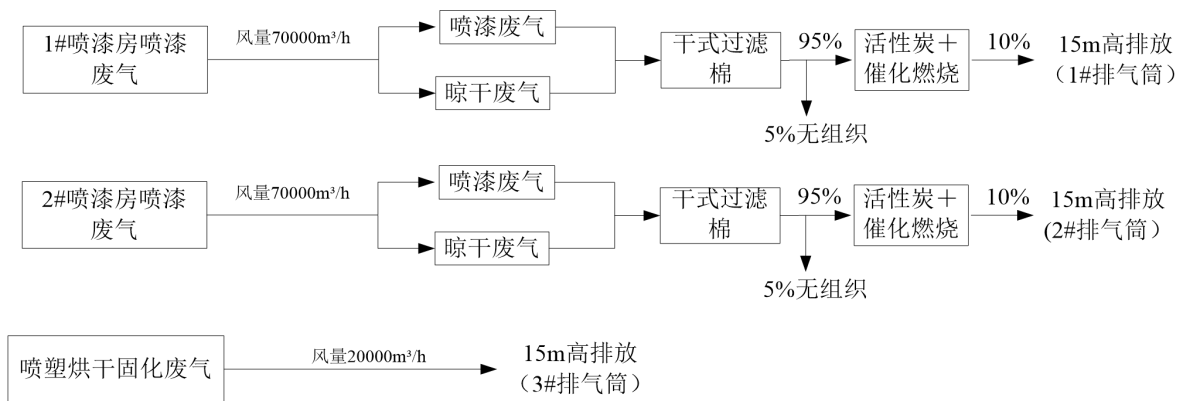 1#喷漆房喷漆
废气
风量70000m³/h
喷漆废气
晾干废气
干式过滤
棉
95%
5%无组织
活性炭＋
催化燃烧
10%
15m高排放
（1#排气筒）
2#喷漆房喷漆
废气
风量70000m³/h
喷漆废气
晾干废气
干式过滤
棉
95%
5%无组织
活性炭＋
催化燃烧
10%
15m高排放
(2#排气筒）
喷塑烘干固化废气
风量20000m³/h
15m高排放
（3#排气筒）